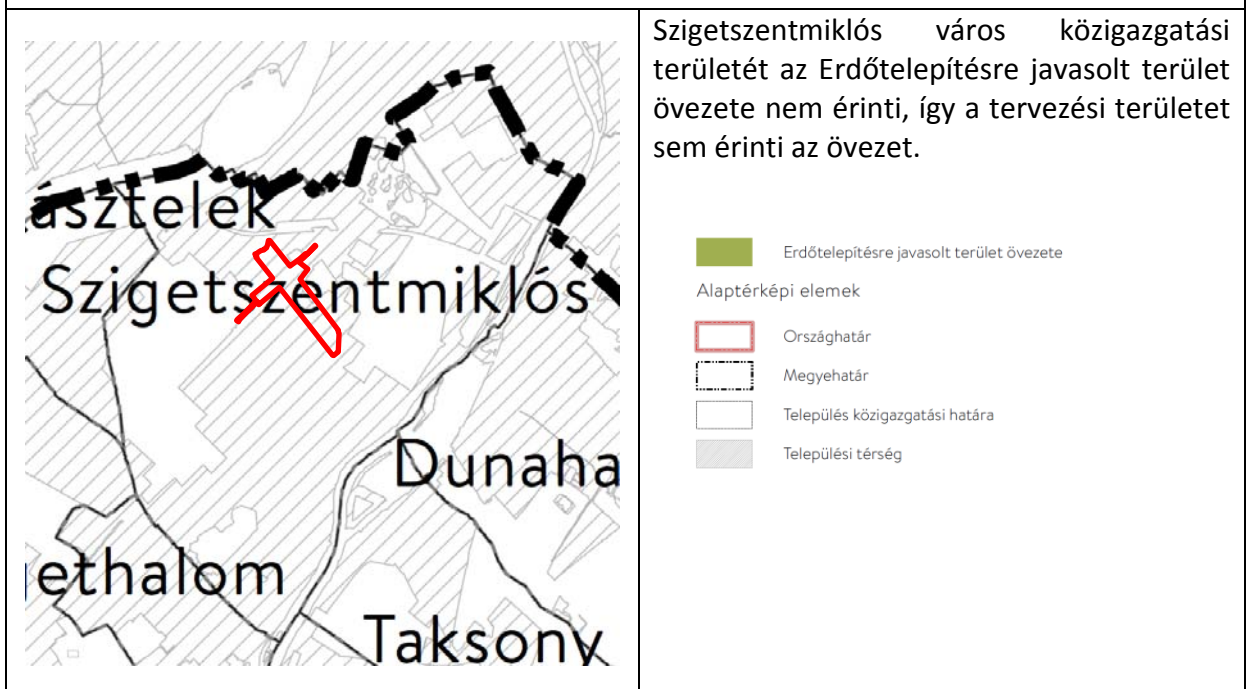 Szigetszentmiklós város közigazgatási
területét az Erdőtelepítésre javasolt terület
övezete nem érinti, így a tervezési területet
sem érinti az övezet.
ásztelek
Szigetszentmiklós
Dunaha
ethalom
Taksony
Erdőtelepítésre javasolt terület övezete
Alaptérképi elemek
Országhatár
Megyehatár
Település közigazgatási határa
Települési térség